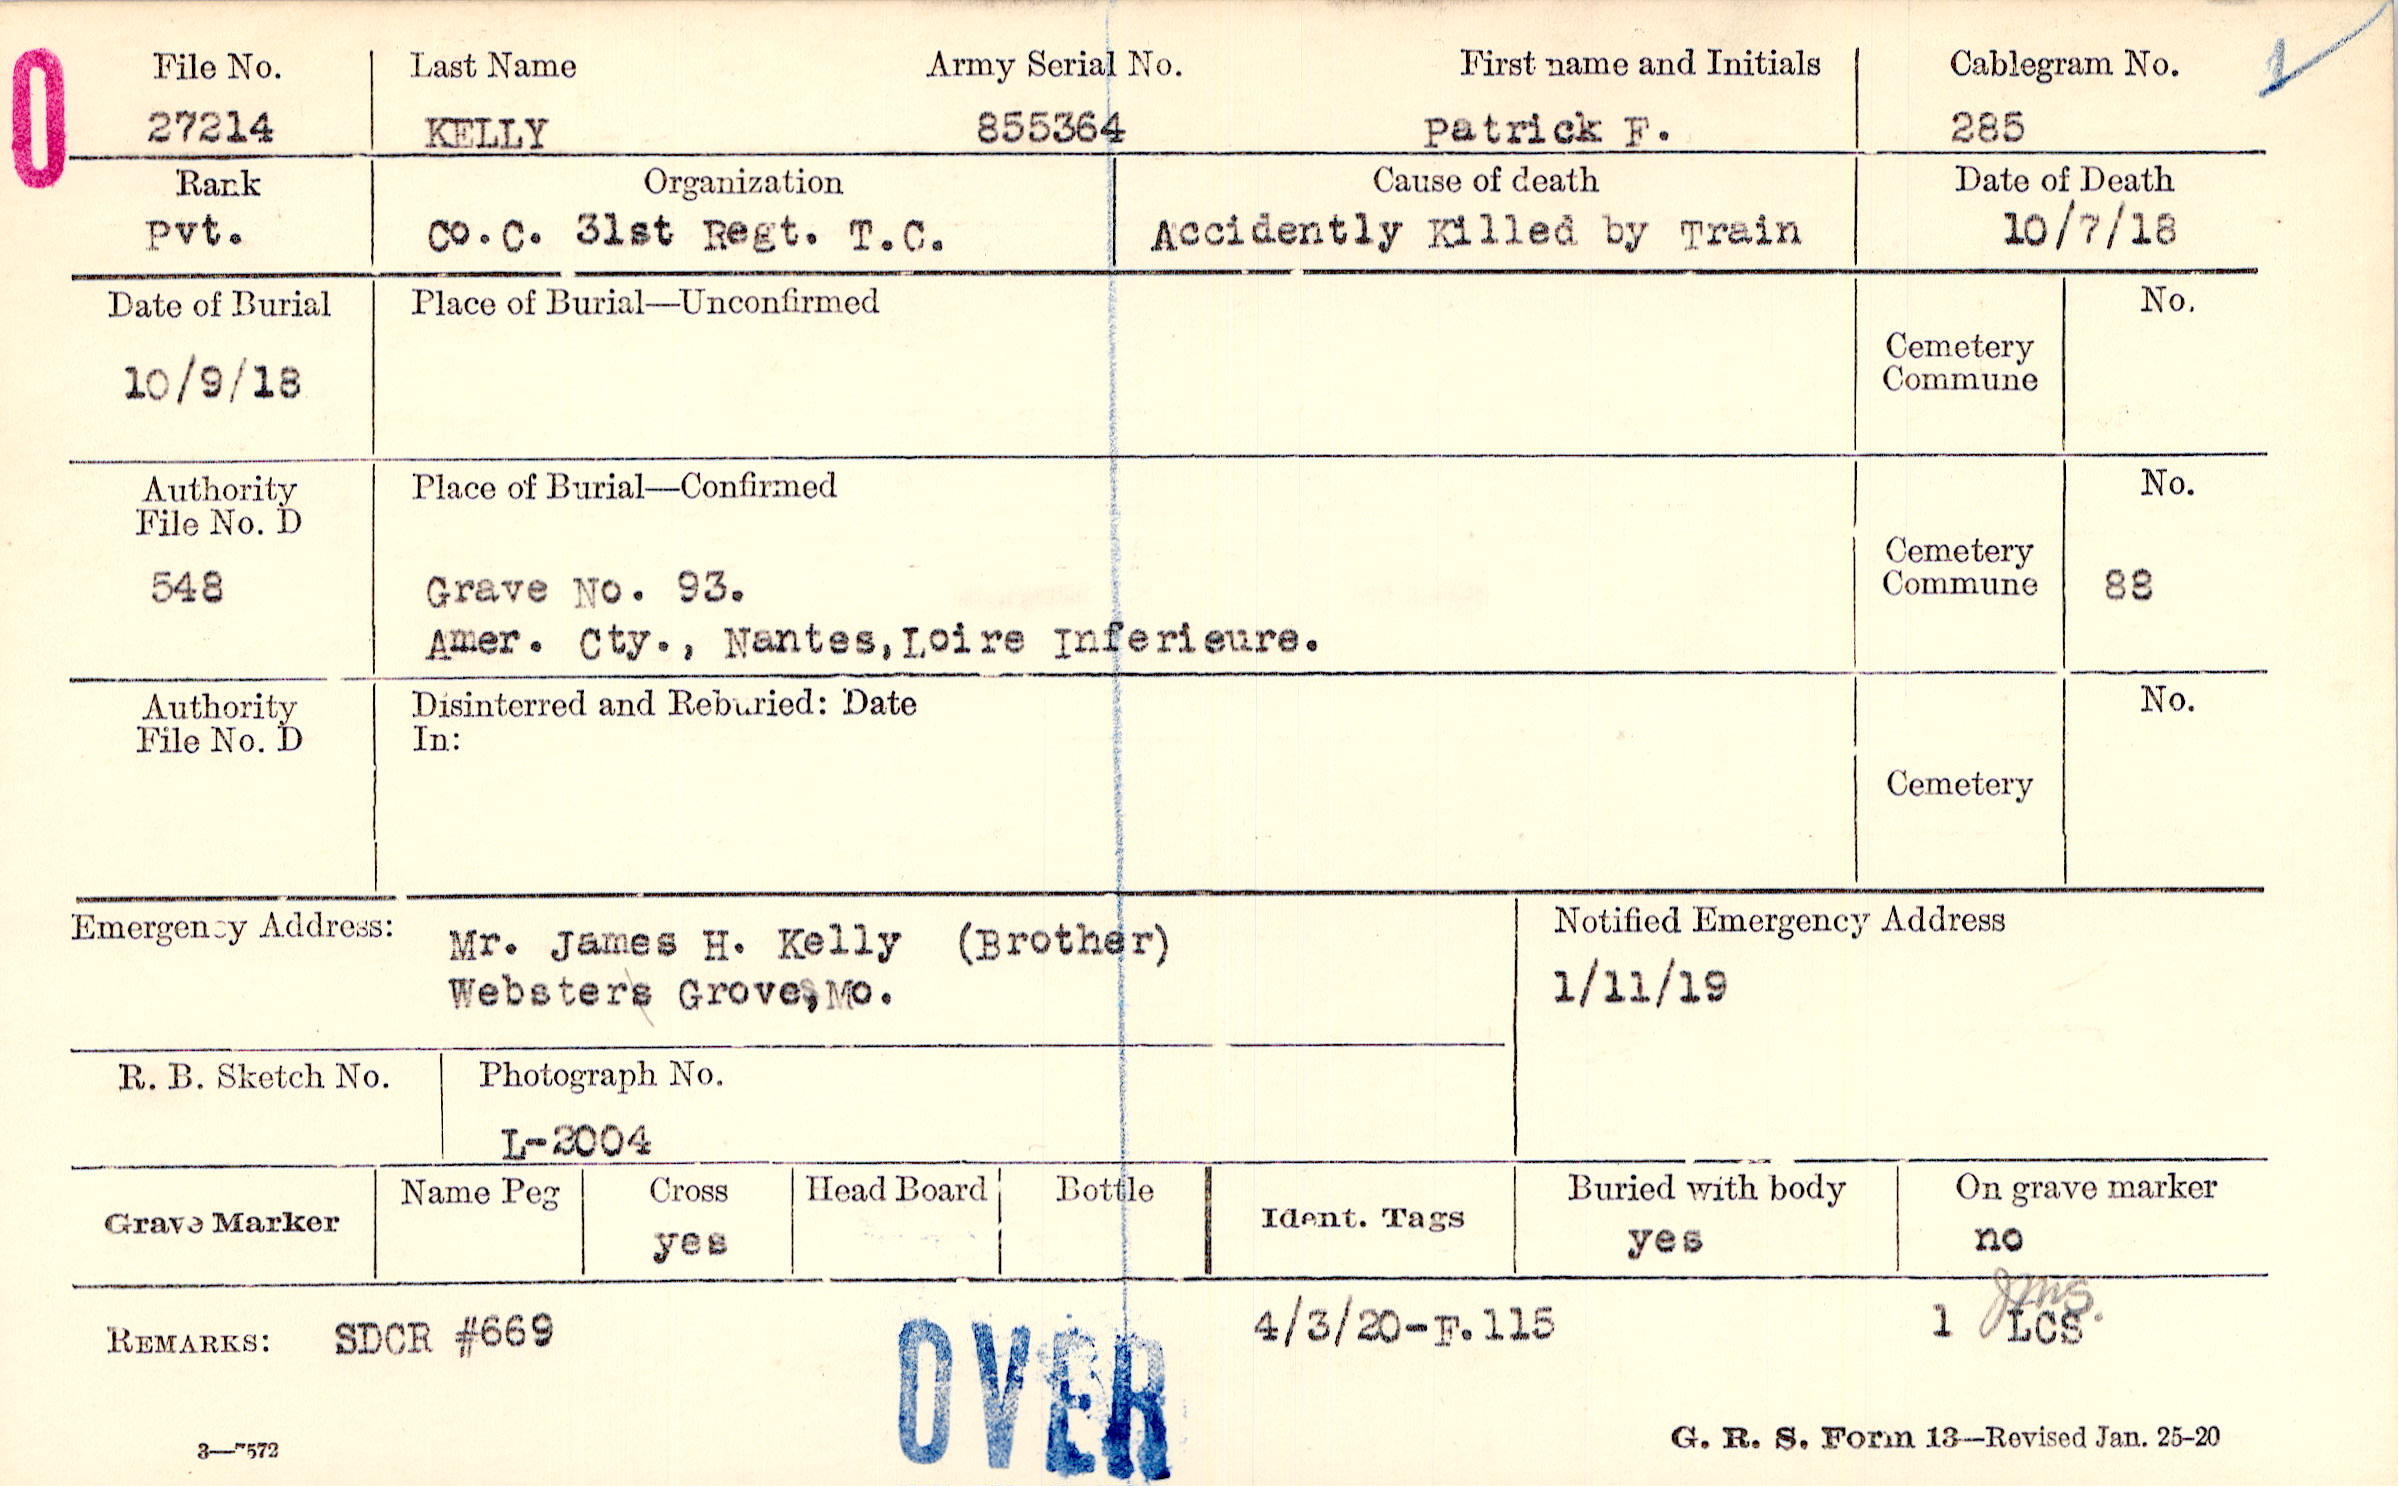 0
File No. Last Name Army Serial No. First name and Initials Cablegram No. 1
27214 KELLY 855364 Patrick F. 285
Rank Organization Cause of death Date of Death
Pvt. Co.C. 31st Regt. T.C. Accidently Killed by Train 10/7/18
Date of Burial Place of Burial—Unconfirmed No.
Cemetery
Commune
10/9/18
Authority Place of Burial—Confirmed No.
File No. D
Cemetery
Commune
548 Grave No. 93. 88
Amer. Cty., Nantes,Loire Inferieure.
Authority Disinterred and Reburied: Date No.
File No. D In:
Cemetery
Emergency Address: Notified Emergency Address
Mr. James H. Kelly (Brother)
Websters Grove,Mo. 1/11/19
R. B. Sketch No. Photograph No.
L-2004
Grave Marker Name Peg Cross Head Board Bottle Ident. Tags Buried with body On grave marker
yes yes no
REMARKS: SDCR #669 4/3/20-F.115 1 LCS
OVER
G. R. S. Form 13—Revised Jan. 25-20